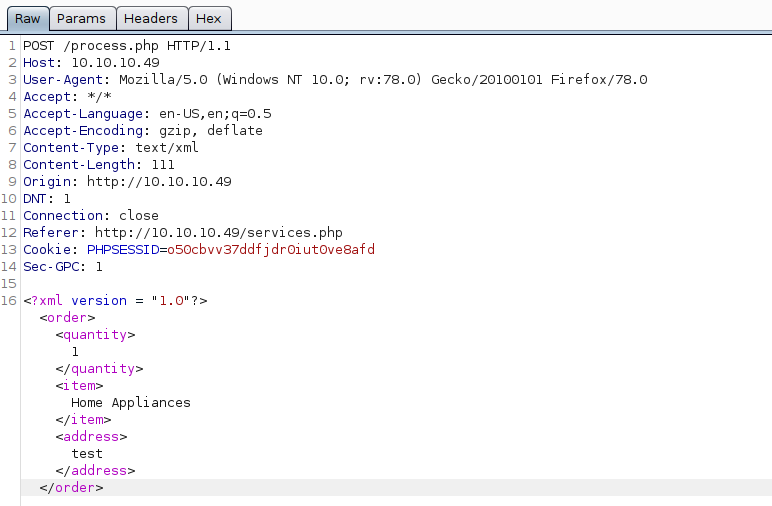 Raw Params Headers Hex
1 POST /process.php HTTP/1.1
2 Host: 10.10.10.49
3 User-Agent: Mozilla/5.0 (Windows NT 10.0; rv:78.0) Gecko/20100101 Firefox/78.0
4 Accept: */*
5 Accept-Language: en-US,en;q=0.5
6 Accept-Encoding: gzip, deflate
7 Content-Type: text/xml
8 Content-Length: 111
9 Origin: http://10.10.10.49
10 DNT: 1
11 Connection: close
12 Referer: http://10.10.10.49/services.php
13 Cookie: PHPSESSID=o50cbvv37ddfjdr0iut0ve8afd
14 Sec-GPC: 1
15
16 <?xml version = "1.0"?>
<order>
<quantity>
1
</quantity>
<item>
Home Appliances
</item>
<address>
test
</address>
</order>